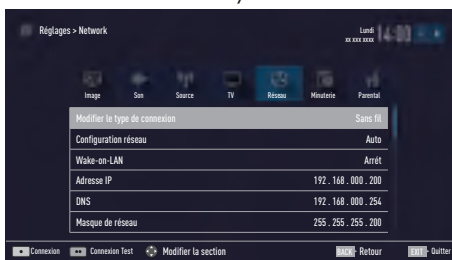 Réglages > Network
Lundi
xx xxx xxxx
14:00
Image Son Source TV Réseau Minuterie Parental
Modifier le type de connexion Sans fil
Configuration réseau Auto
Wake-on-LAN Arrét
Adresse IP 192 . 168 . 000 . 200
DNS 192 . 168 . 000 . 254
Masque de réseau 255 . 255 . 255 . 200
Connexion Connexion Test Modifier la section BACK Retour EXIT Quitter